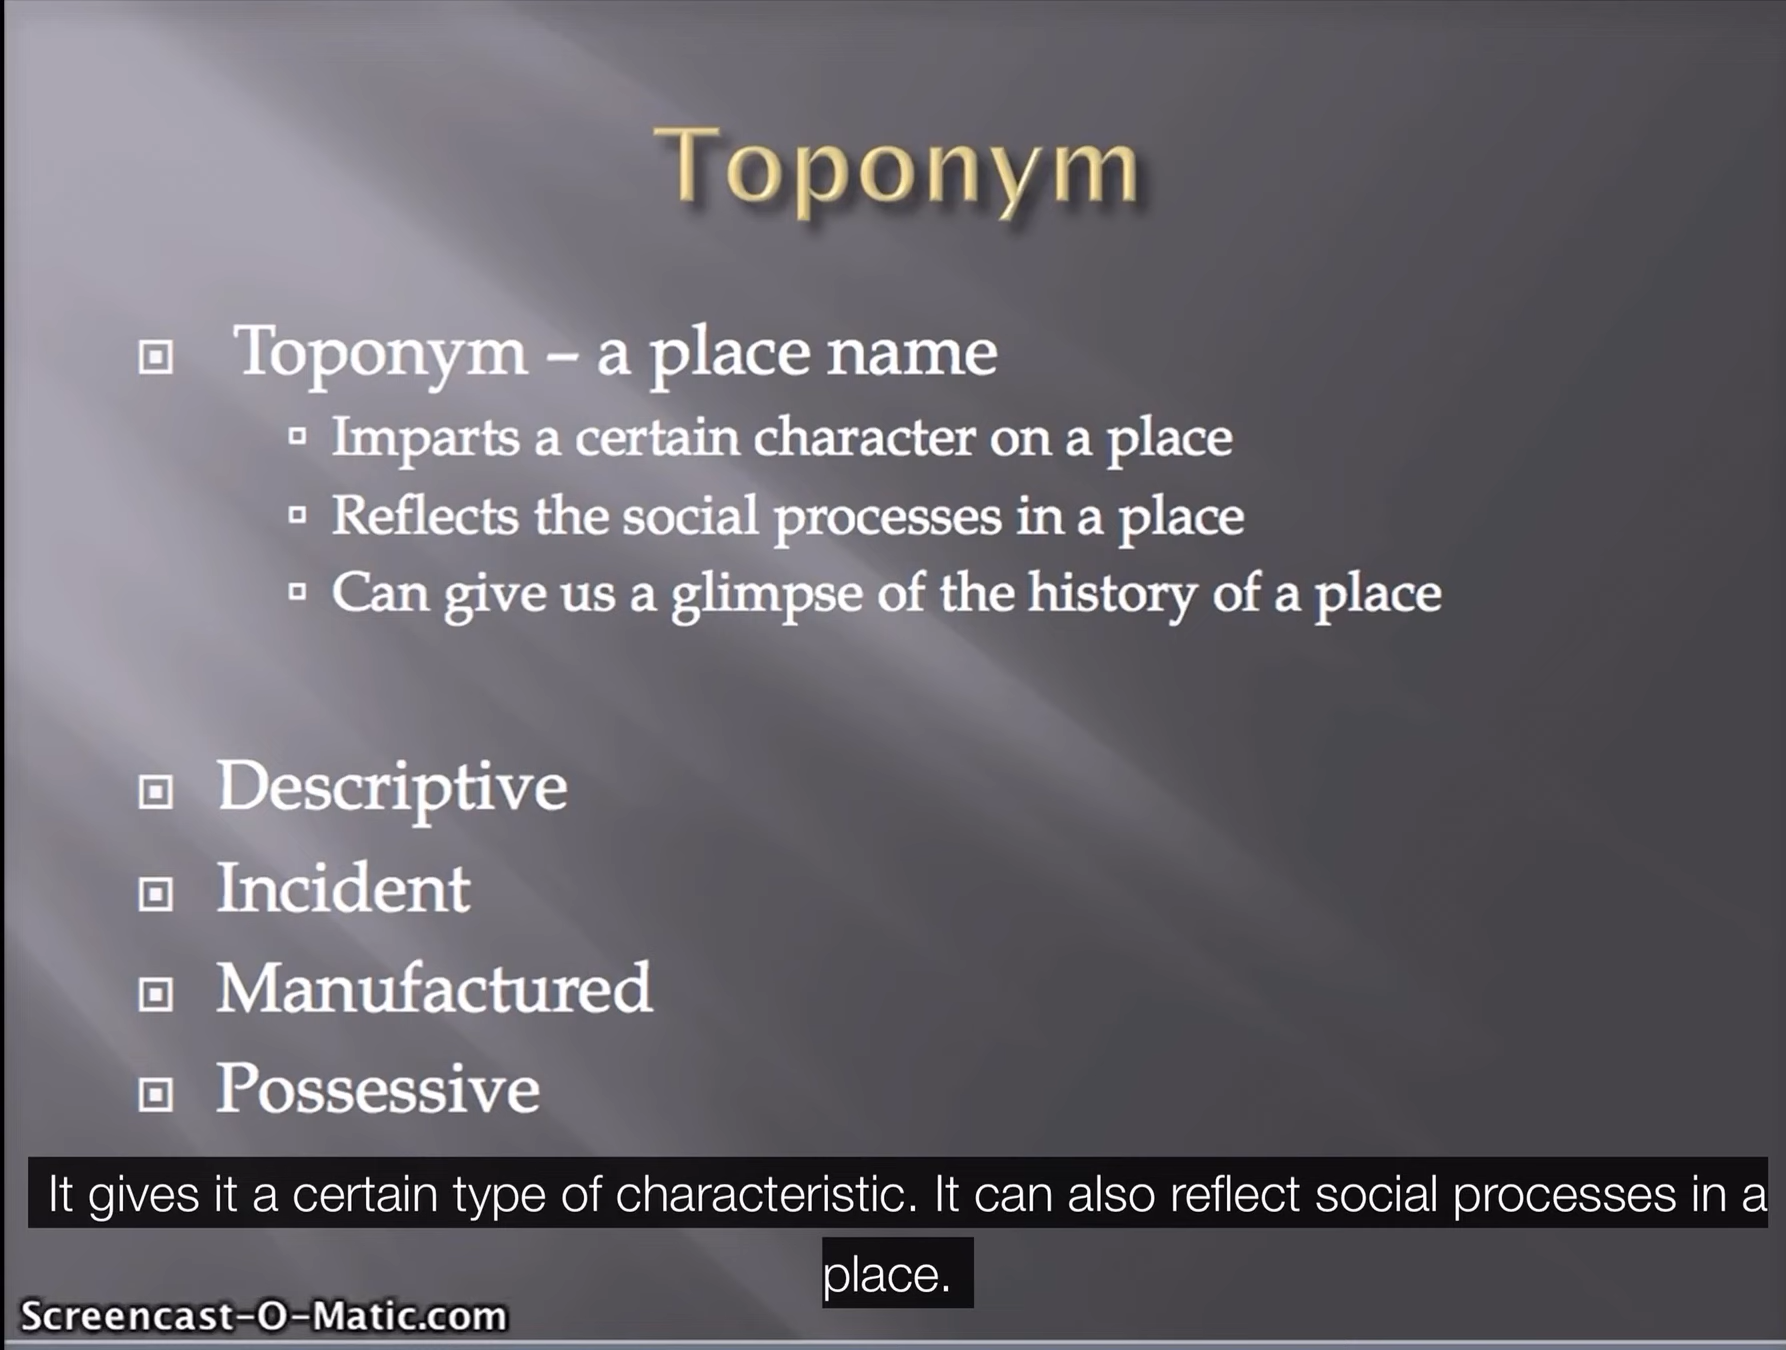 Toponym
Toponym – a place name
Imparts a certain character on a place
Reflects the social processes in a place
Can give us a glimpse of the history of a place
Descriptive
Incident
Manufactured
Possessive
It gives it a certain type of characteristic. It can also reflect social processes in a
place.
Screencast-O-Matic.com